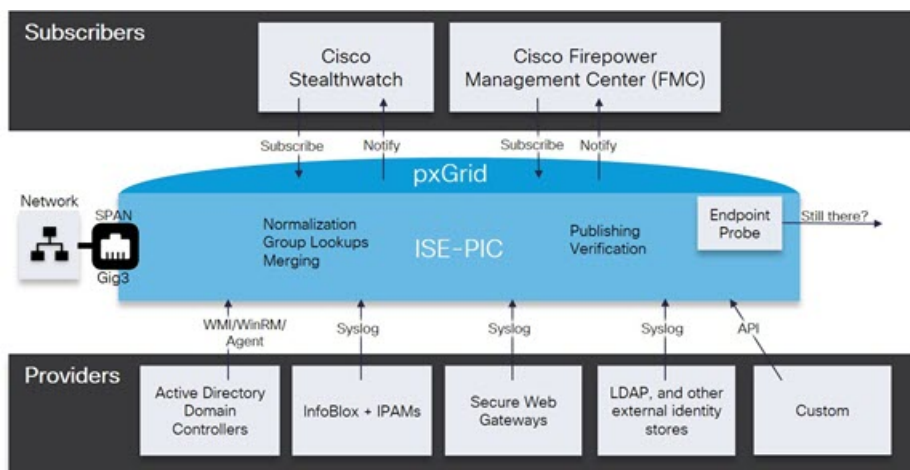 Subscribers
Cisco
Stealthwatch
Cisco Firepower
Management Center (FMC)
Subscribe
Notify
Subscribe
Notify
pxGrid
Network
SPAN
Gig3
Normalization
Group Lookups
Merging
ISE-PIC
Publishing
Verification
Endpoint
Probe
Still there?
WMI/WinRM/
Agent
Syslog
Syslog
Syslog
API
Providers
Active Directory
Domain
Controllers
InfoBlox + IPAMs
Secure Web
Gateways
LDAP, and other
external identity
stores
Custom